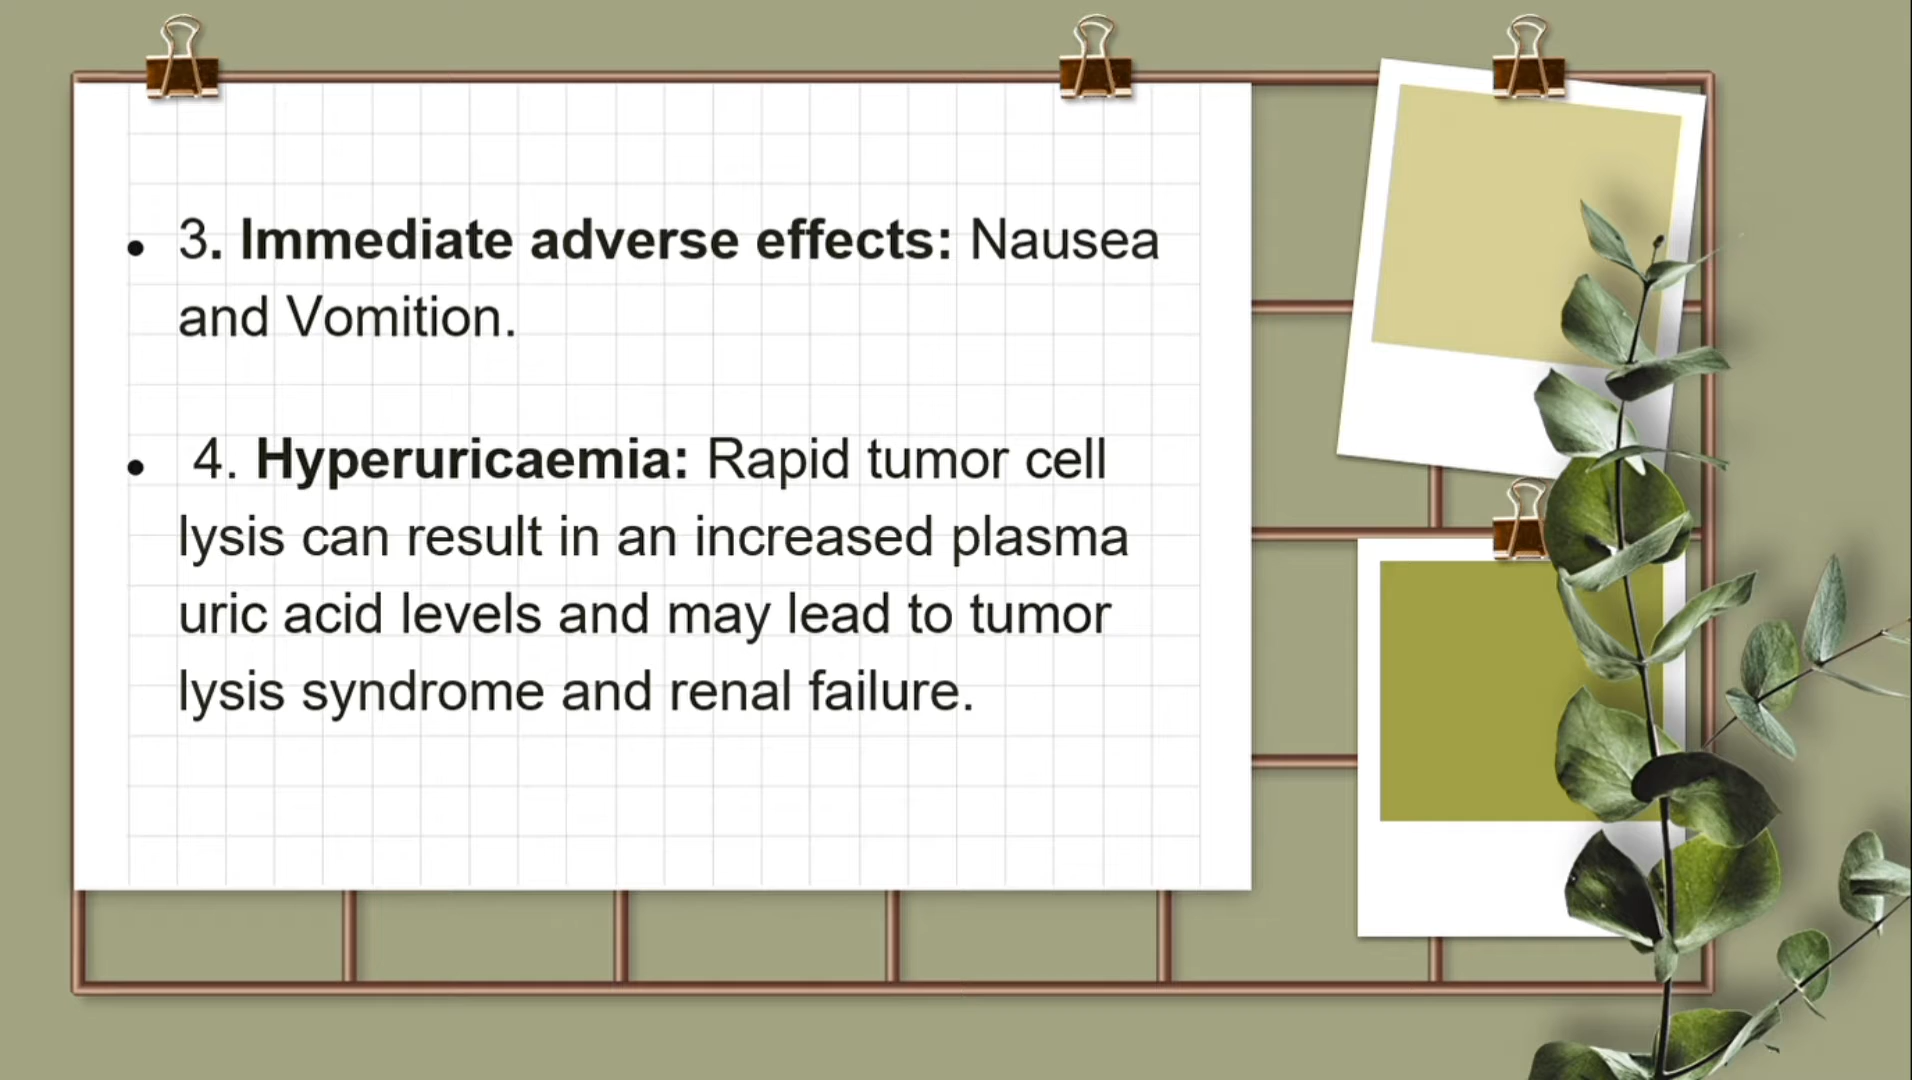 • 3. Immediate adverse effects: Nausea
and Vomition.
• 4. Hyperuricaemia: Rapid tumor cell
lysis can result in an increased plasma
uric acid levels and may lead to tumor
lysis syndrome and renal failure.